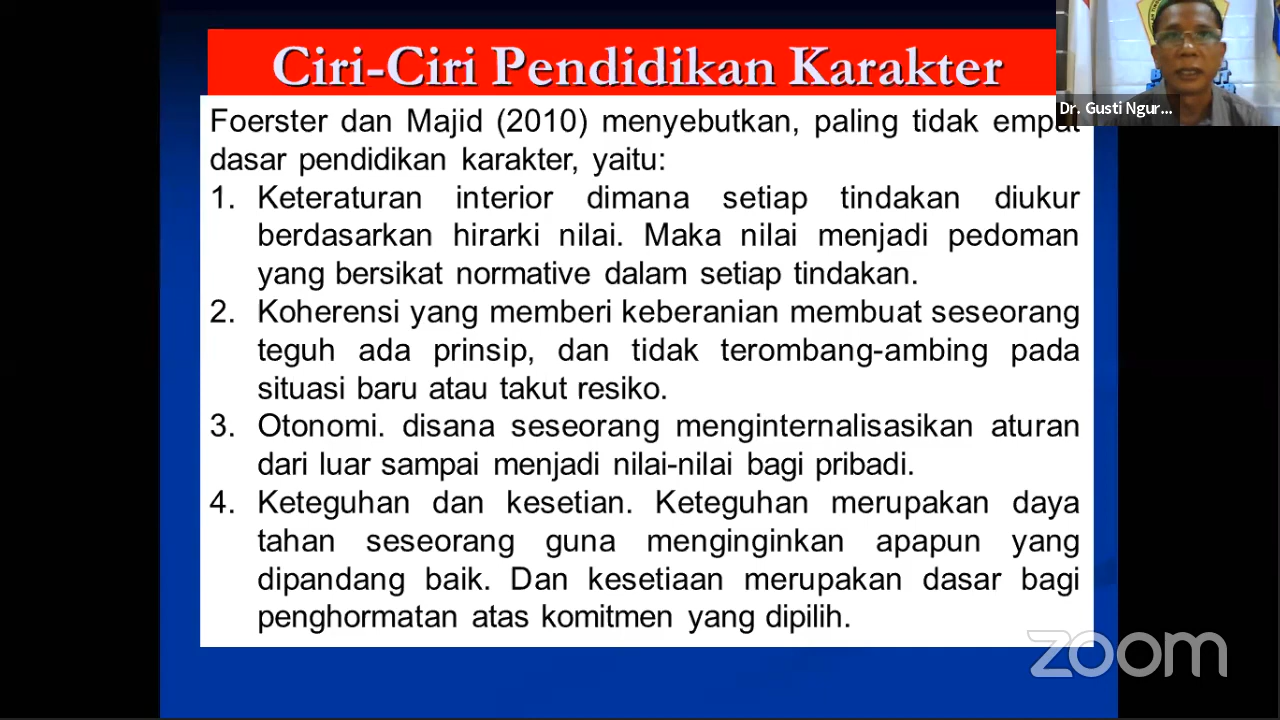 Ciri-Ciri Pendidikan Karakter
Dr. Gusti Ngur...
Foerster dan Majid (2010) menyebutkan, paling tidak empat
dasar pendidikan karakter, yaitu:
1. Keteraturan interior dimana setiap tindakan diukur
berdasarkan hirarki nilai. Maka nilai menjadi pedoman
yang bersikat normative dalam setiap tindakan.
2. Koherensi yang memberi keberanian membuat seseorang
teguh ada prinsip, dan tidak terombang-ambing pada
situasi baru atau takut resiko.
3. Otonomi. disana seseorang menginternalisasikan aturan
dari luar sampai menjadi nilai-nilai bagi pribadi.
4. Keteguhan dan kesetian. Keteguhan merupakan daya
tahan seseorang guna menginginkan apapun yang
dipandang baik. Dan kesetiaan merupakan dasar bagi
penghormatan atas komitmen yang dipilih.
zoom